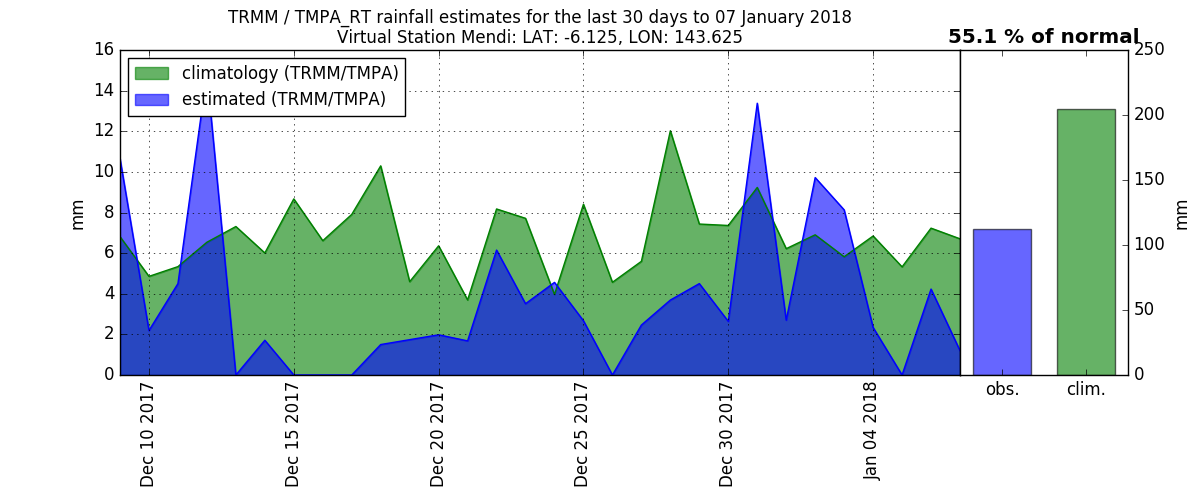 TRMM / TMPA_RT rainfall estimates for the last 30 days to 07 January 2018
Virtual Station Mendi: LAT: -6.125, LON: 143.625
55.1 % of normal
climatology (TRMM/TMPA)
estimated (TRMM/TMPA)
16
14
12
10
8
6
4
2
0
mm
Dec 10 2017
Dec 15 2017
Dec 20 2017
Dec 25 2017
Dec 30 2017
Jan 04 2018
obs.
clim.
250
200
150
100
50
0
mm